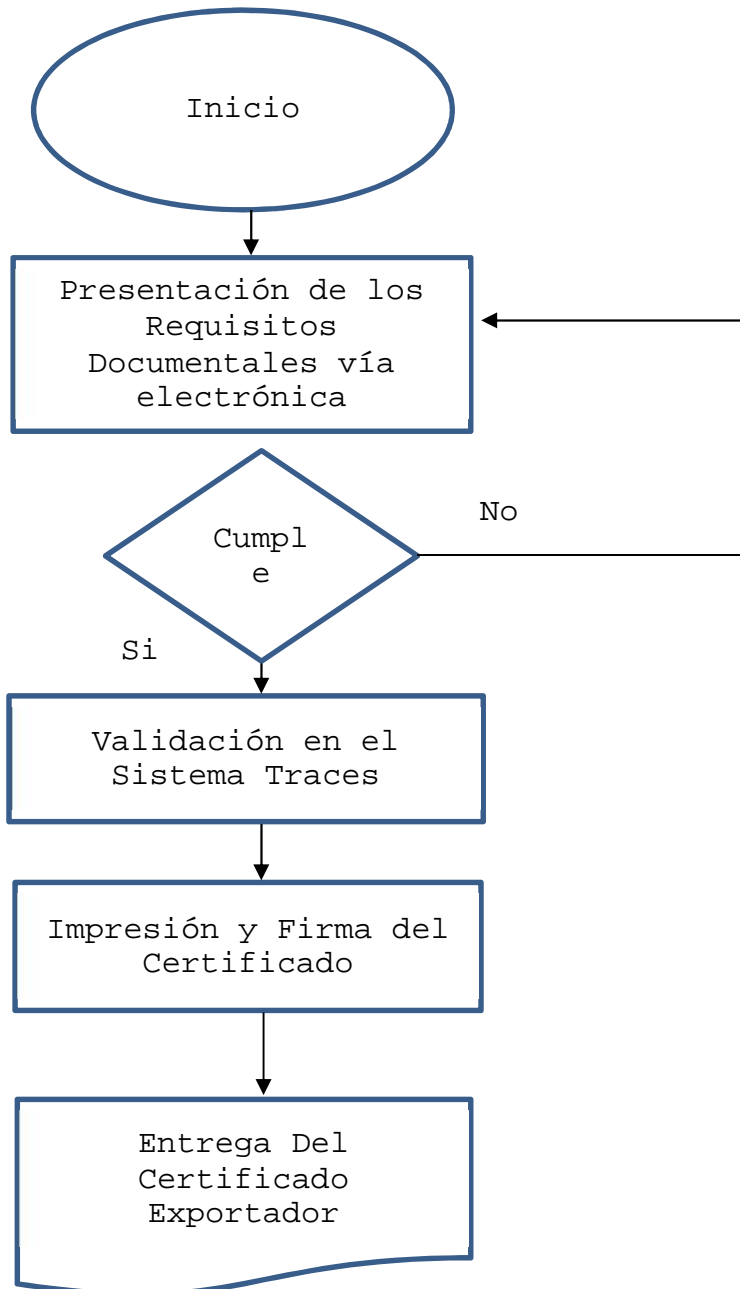 Inicio
Presentación de los
Requisitos
Documentales vía
electrónica
No
Cumpl
e
Si
Validación en el
Sistema Traces
Impresión y Firma del
Certificado
Entrega Del
Certificado
Exportador